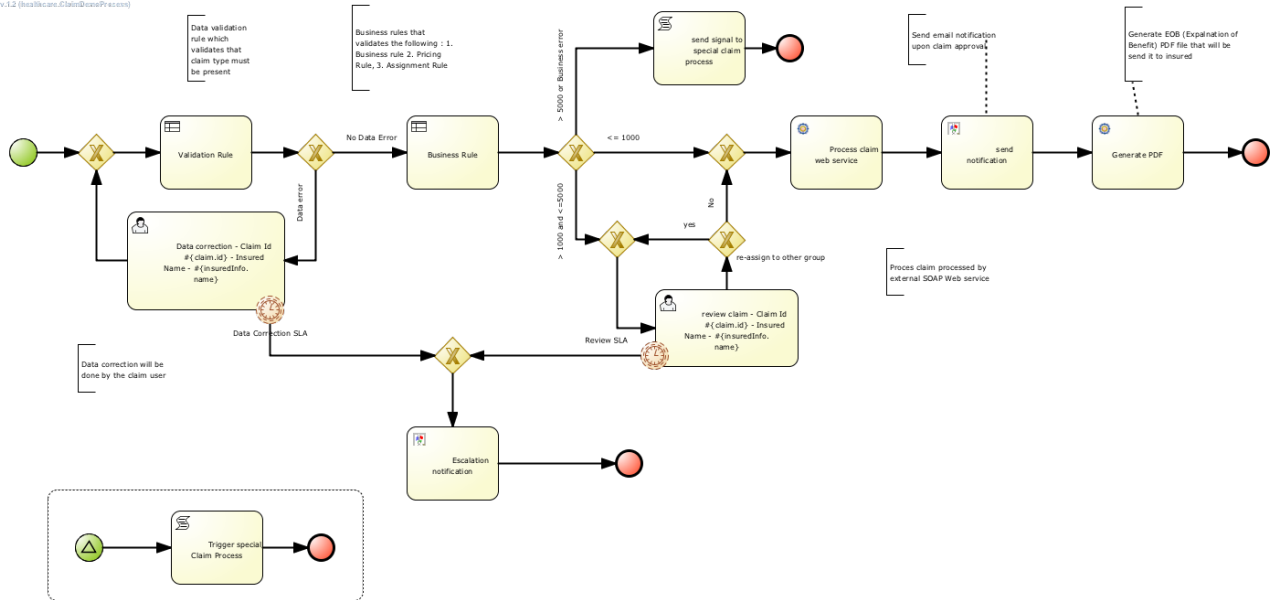 v.1.2 (healthcare.ClaimDeansProcess)
Data validation
rule which
validates that
claim type must
be present
Business rules that
validates the following : 1.
Business rule 2. Pricing
Rule, 3. Assignment Rule
> 5000 or Business error
send signal to
special claim
process
Send email notification
upon claim approval
Generate EOB (Expalnation of
Benefit) PDF file that will be
send it to insured
Validation Rule
No Data Error
Business Rule
<= 1000
Process claim
web service
send
notification
Generate PDF
Data error
> 1000 and <=5000
No
yes
re-assign to other group
Data correction - Claim Id
#{claim.id} - Insured
Name - #{insuredInfo.
name}
Proces claim processed by
external SOAP Web service
review claim - Claim Id
#{claim.id} - Insured
Name - #{insuredInfo.
name}
Data Correction SLA
Review SLA
Data correction will be
done by the claim user
Escalation
notification
Trigger special
Claim Process